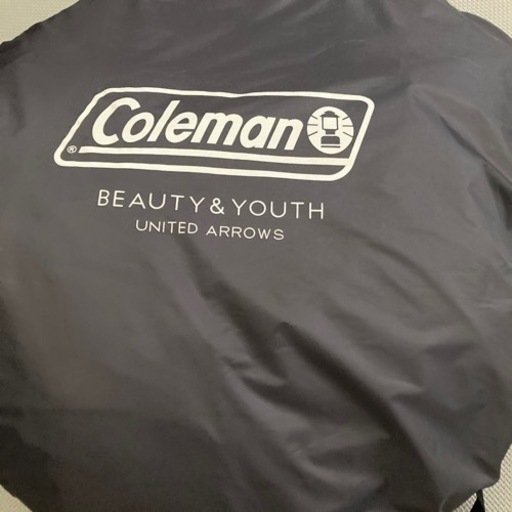 Coleman
®
BEAUTY & YOUTH
UNITED ARROWS